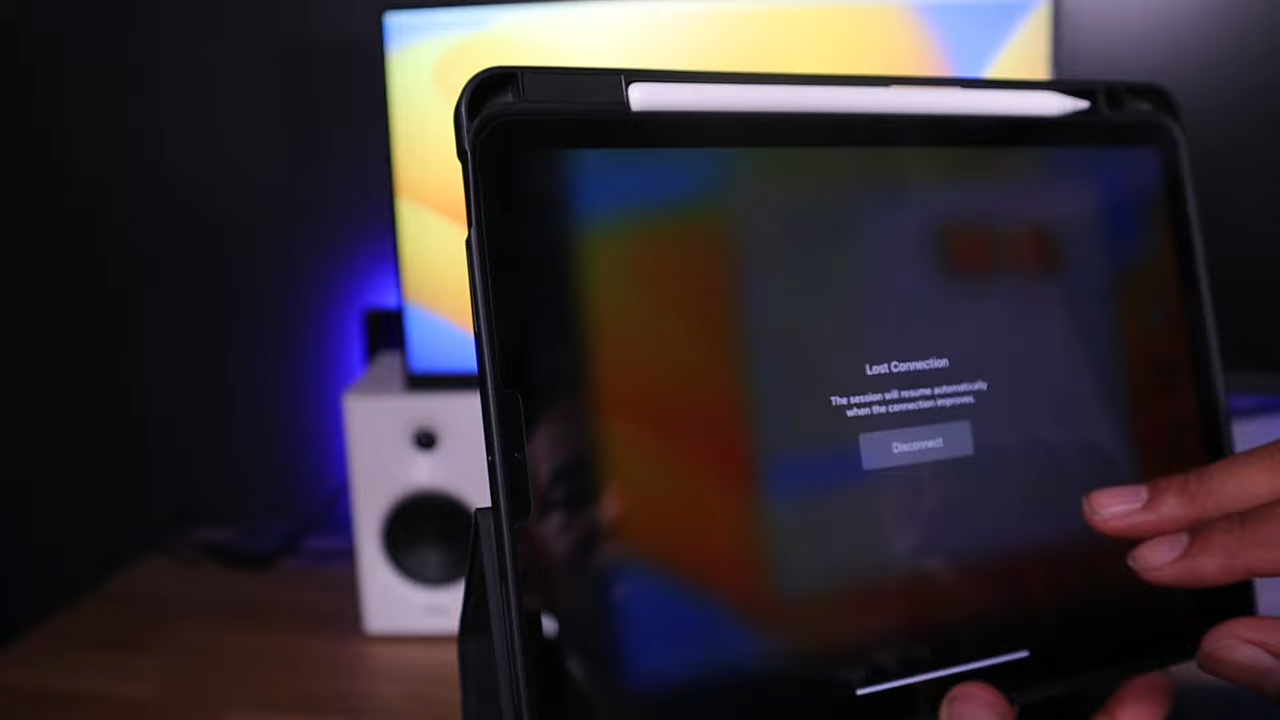 Lost Connection
The session will resume automatically
when the connection improves.
Disconnect